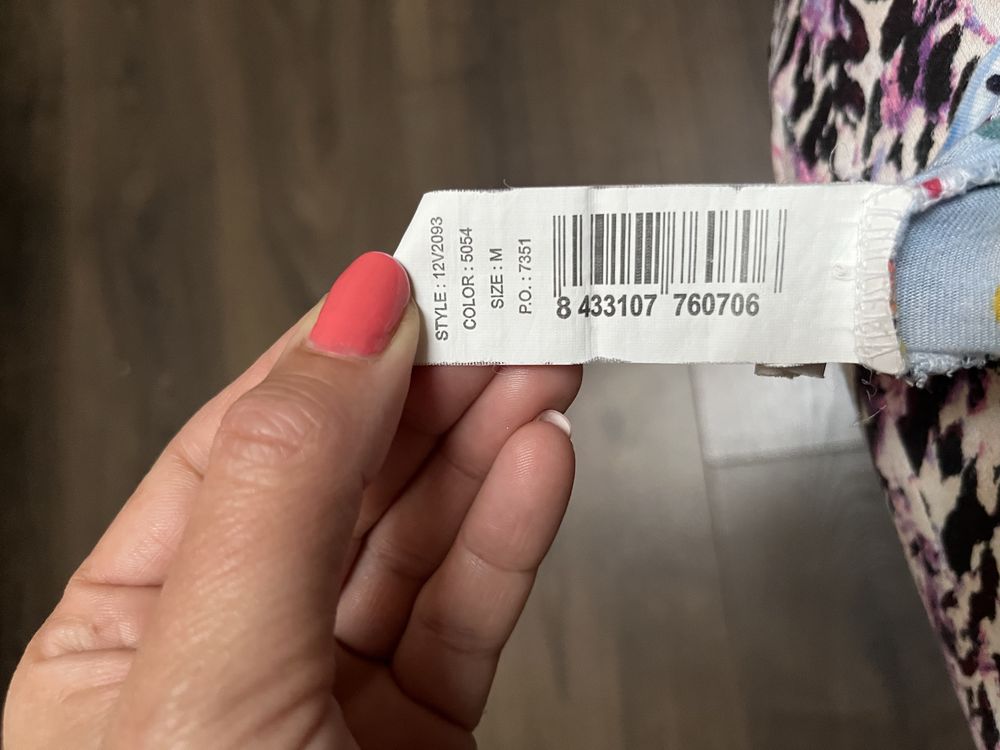 STYLE : 12V2093
COLOR : 5054
SIZE : M
P.O. : 7351
8 433107 760706